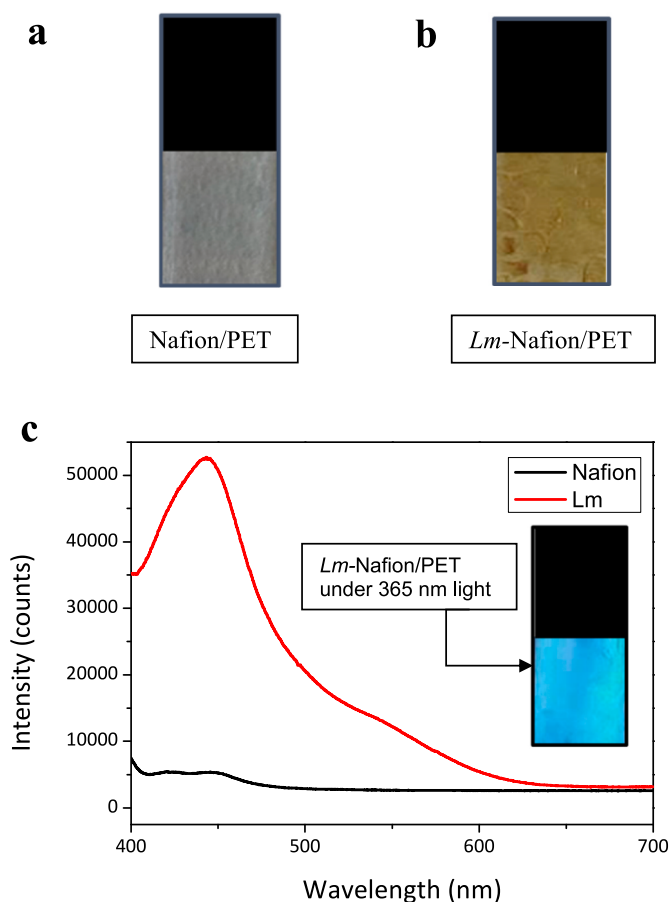 a
b
Nafion/PET
Lm-Nafion/PET
c
Nafion
Lm
Lm-Nafion/PET
under 365 nm light
Intensity (counts)
50000
40000
30000
20000
10000
0
400
500
600
700
Wavelength (nm)